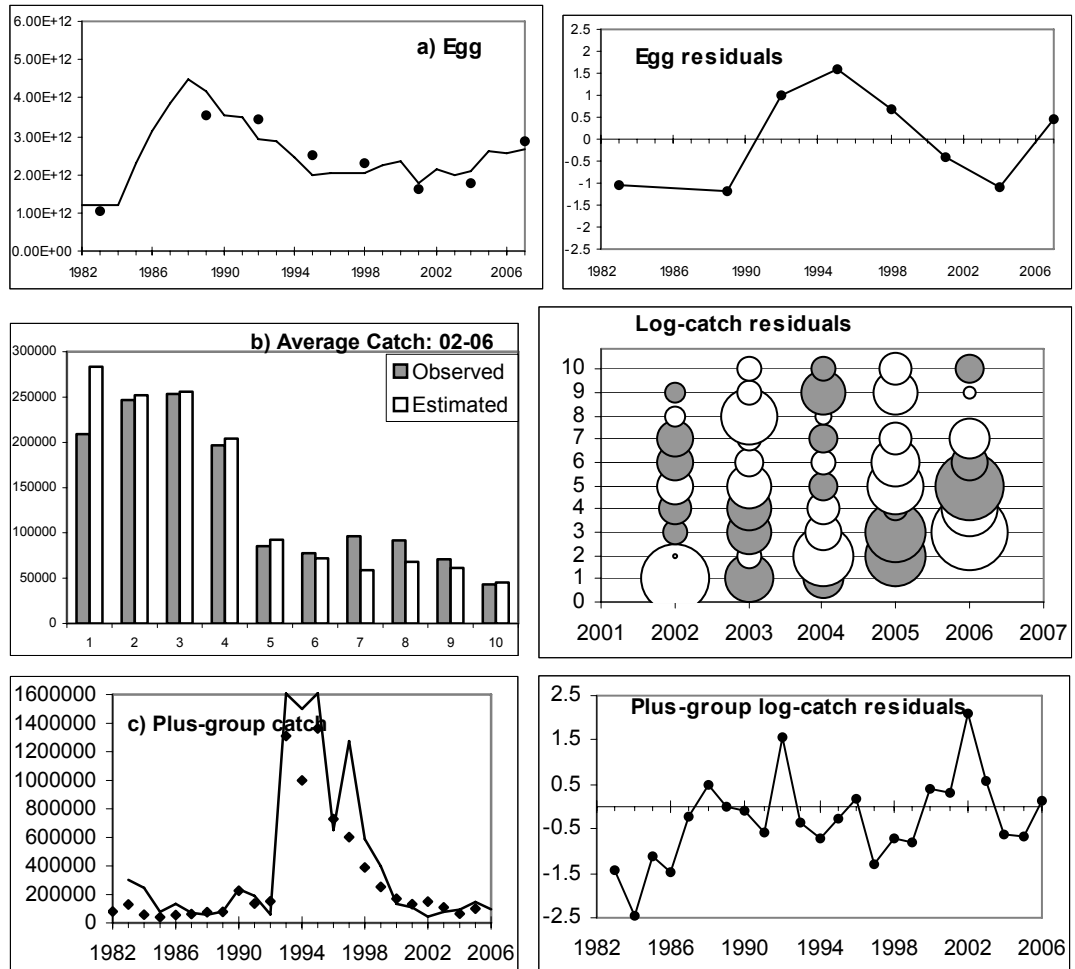 a) Egg
6.00E+12
5.00E+12
4.00E+12
3.00E+12
2.00E+12
1.00E+12
0.00E+00
1982 1986 1990 1994 1998 2002 2006
Egg residuals
2.5
2
1.5
1
0.5
0
-0.5
-1
-1.5
-2
-2.5
1982 1986 1990 1994 1998 2002 2006
b) Average Catch: 02-06
Observed
Estimated
300000
250000
200000
150000
100000
50000
0
1 2 3 4 5 6 7 8 9 10
Log-catch residuals
10
9
8
7
6
5
4
3
2
1
0
2001 2002 2003 2004 2005 2006 2007
c) Plus-group catch
1600000
1400000
1200000
1000000
800000
600000
400000
200000
0
1982 1986 1990 1994 1998 2002 2006
Plus-group log-catch residuals
2.5
1.5
0.5
-0.5
-1.5
-2.5
1982 1986 1990 1994 1998 2002 2006